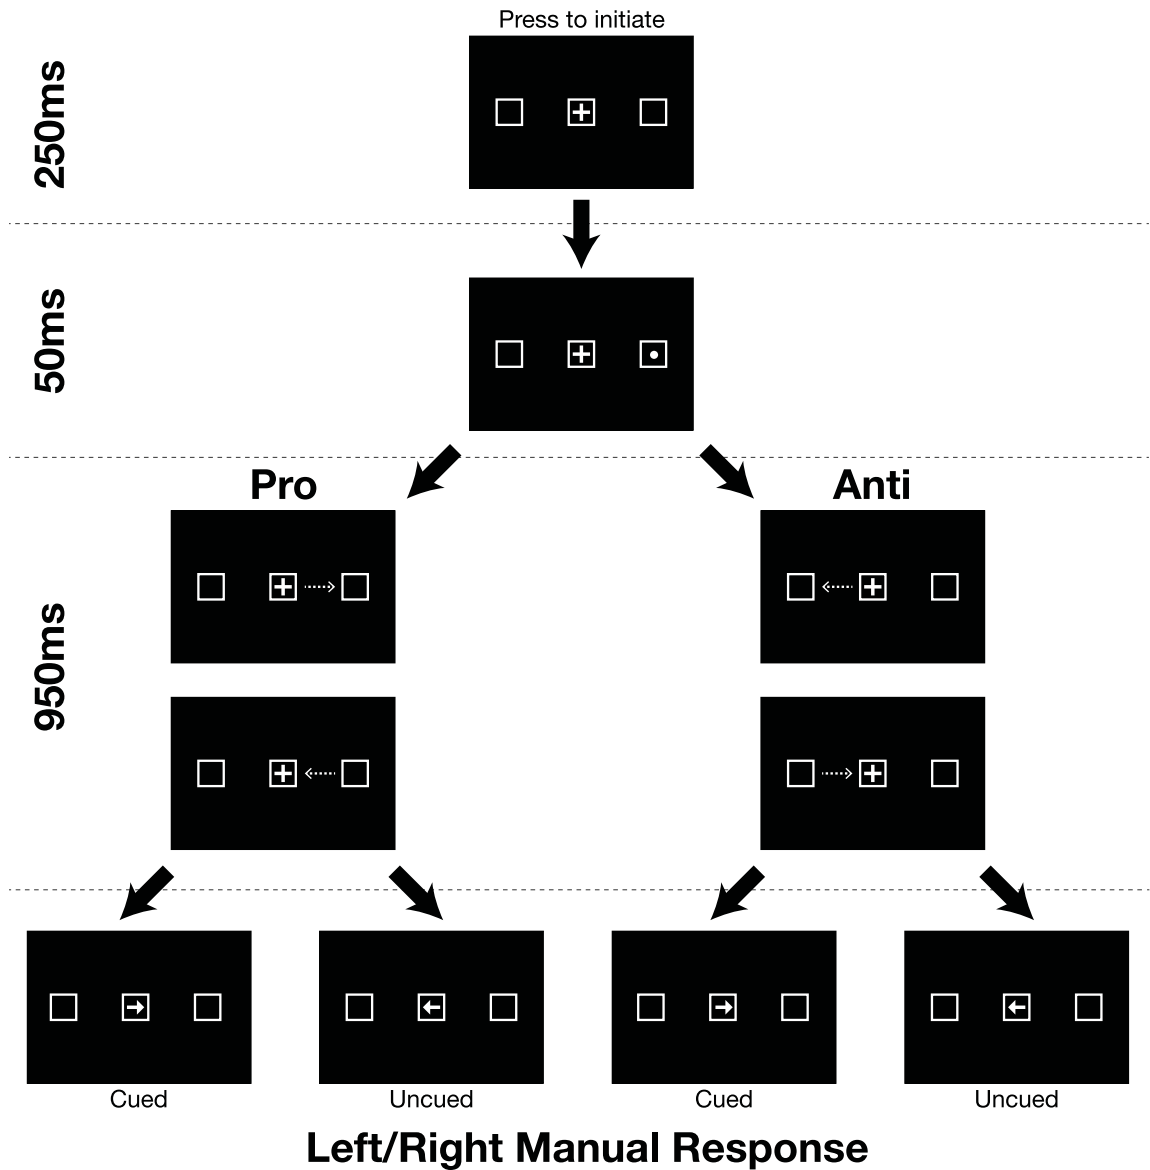 Press to initiate
250ms
50ms
Pro
Anti
950ms
Cued
Uncued
Cued
Uncued
Left/Right Manual Response